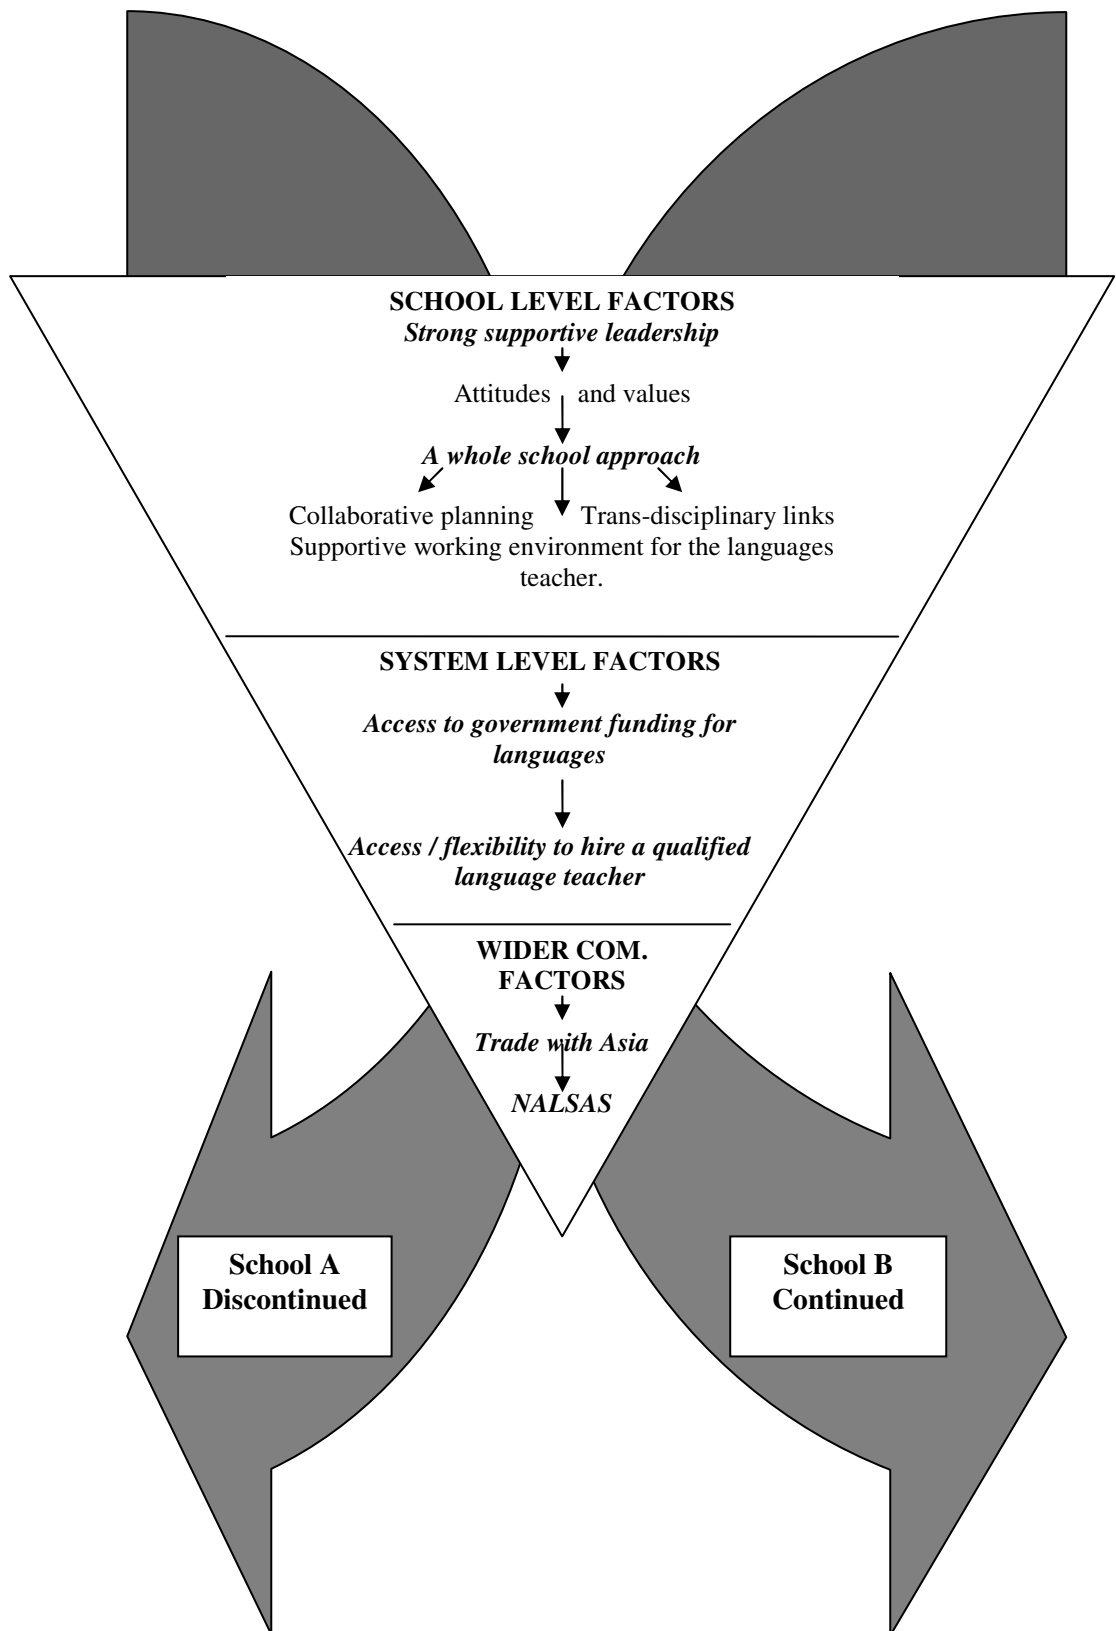 SCHOOL LEVEL FACTORS
Strong supportive leadership
Attitudes and values
A whole school approach
Collaborative planning Trans-disciplinary links
Supportive working environment for the languages
teacher.
SYSTEM LEVEL FACTORS
Access to government funding for
languages
Access / flexibility to hire a qualified
language teacher
WIDER COM.
FACTORS
Trade with Asia
NALSAS
School A
Discontinued
School B
Continued